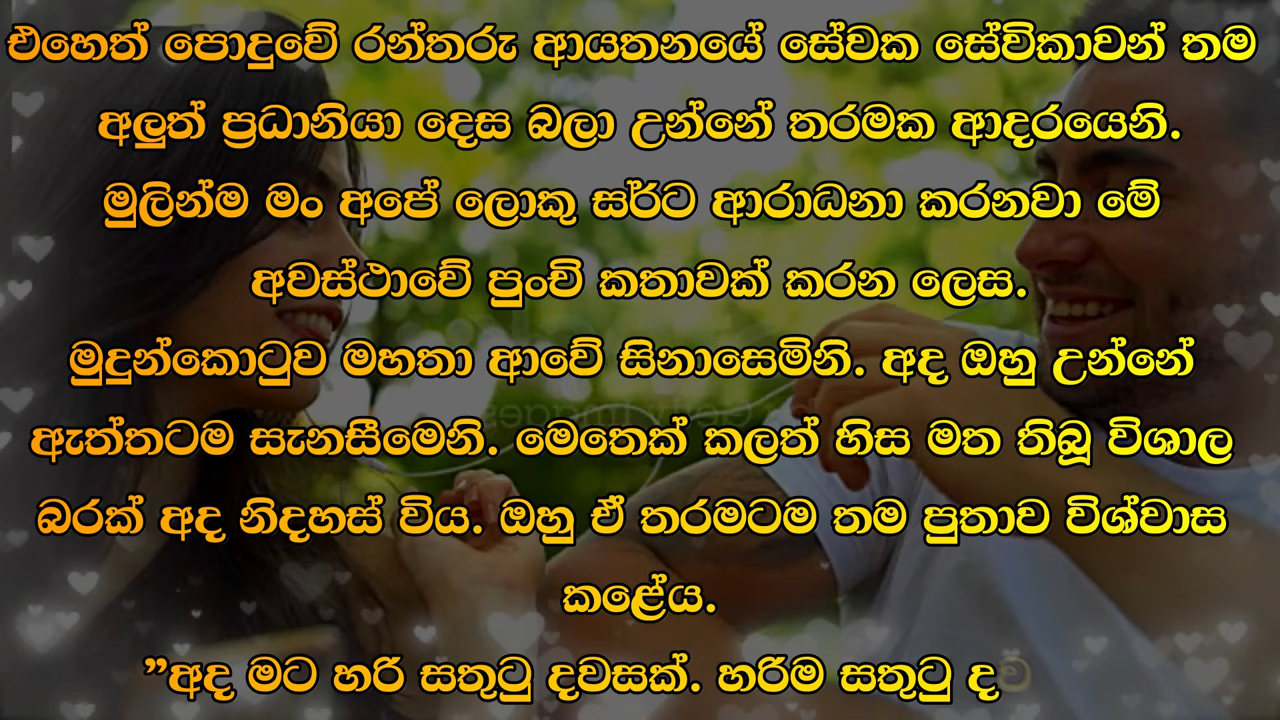 එහෙත් පොදුවේ රන්තරු ආයතනයේ සේවක සේවිකාවන් තම
අලුත් ප්‍රධානියා දෙස බලා උන්නේ තරමක ආදරයෙනි.
මුලින්ම මං අපේ ලොකු සර්ට ආරාධනා කරනවා මේ
අවස්ථාවේ පුංචි කතාවක් කරන ලෙස.
මුදුන්කොටුව මහතා ආවේ සිනාසෙමිනි. අද ඔහු උන්නේ
ඇත්තටම සැනසීමෙනි. මෙතෙක් කලත් හිස මත තිබූ විශාල
බරක් අද නිදහස් විය. ඔහු ඒ තරමටම තම පුතාව විශ්වාස
කළේය.
”අද මට හරි සතුටු දවසක්. හරිම සතුටු දව